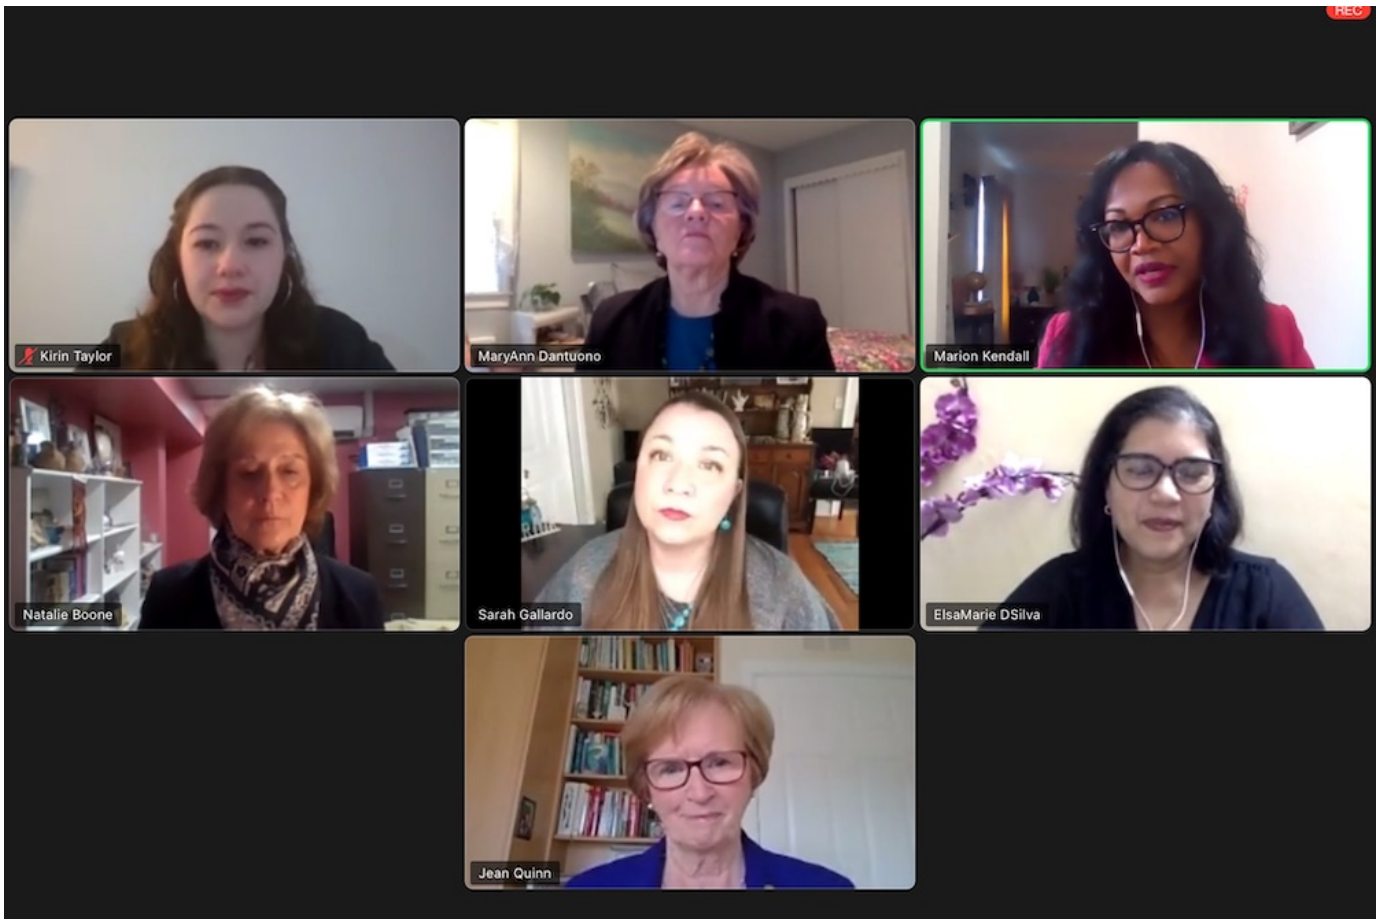 REC
Kirin Taylor
MaryAnn Dantuono
Marion Kendall
Natalie Boone
Sarah Gallardo
ElsaMarie DSilva
Jean Quinn